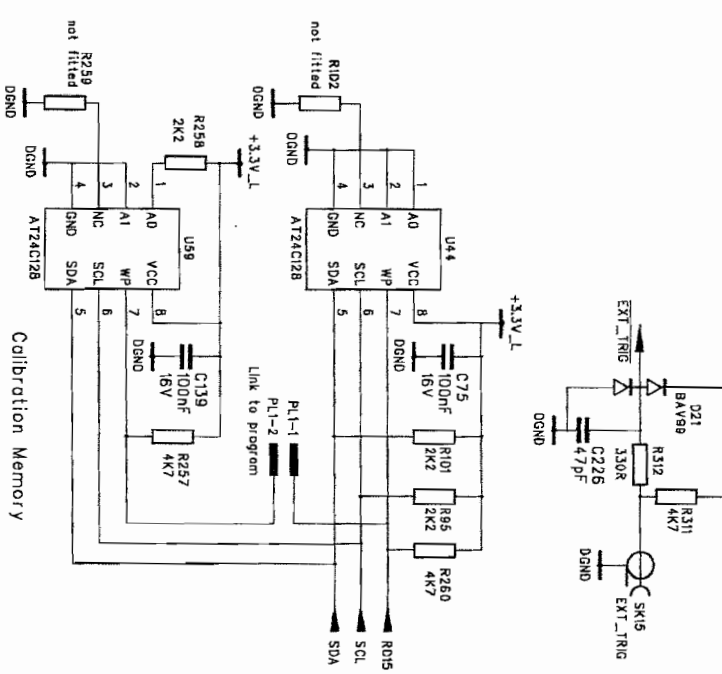 R259
not fitted
DGND
DGND
R258
2K2
+3.3V_L
1
2
3
4
A0
A1
NC
GND
U59
AT24C128
VCC
WP
SCL
SDA
8
7
6
5
DGND
C139
100nF
16V
R257
4K7
Link to program
PL1-2
PL1-1
Calibration Memory
R102
not fitted
DGND
DGND
1
2
3
4
A0
A1
NC
GND
U44
AT24C128
VCC
WP
SCL
SDA
8
7
6
5
+3.3V_L
DGND
C75
100nF
16V
R101
2K2
R95
2K2
R260
4K7
RD15
SCL
SDA
EXT_TRIG
D21
BAV99
DGND
C226
47pF
R312
330R
R311
4K7
DGND
SK15
EXT_TRIG